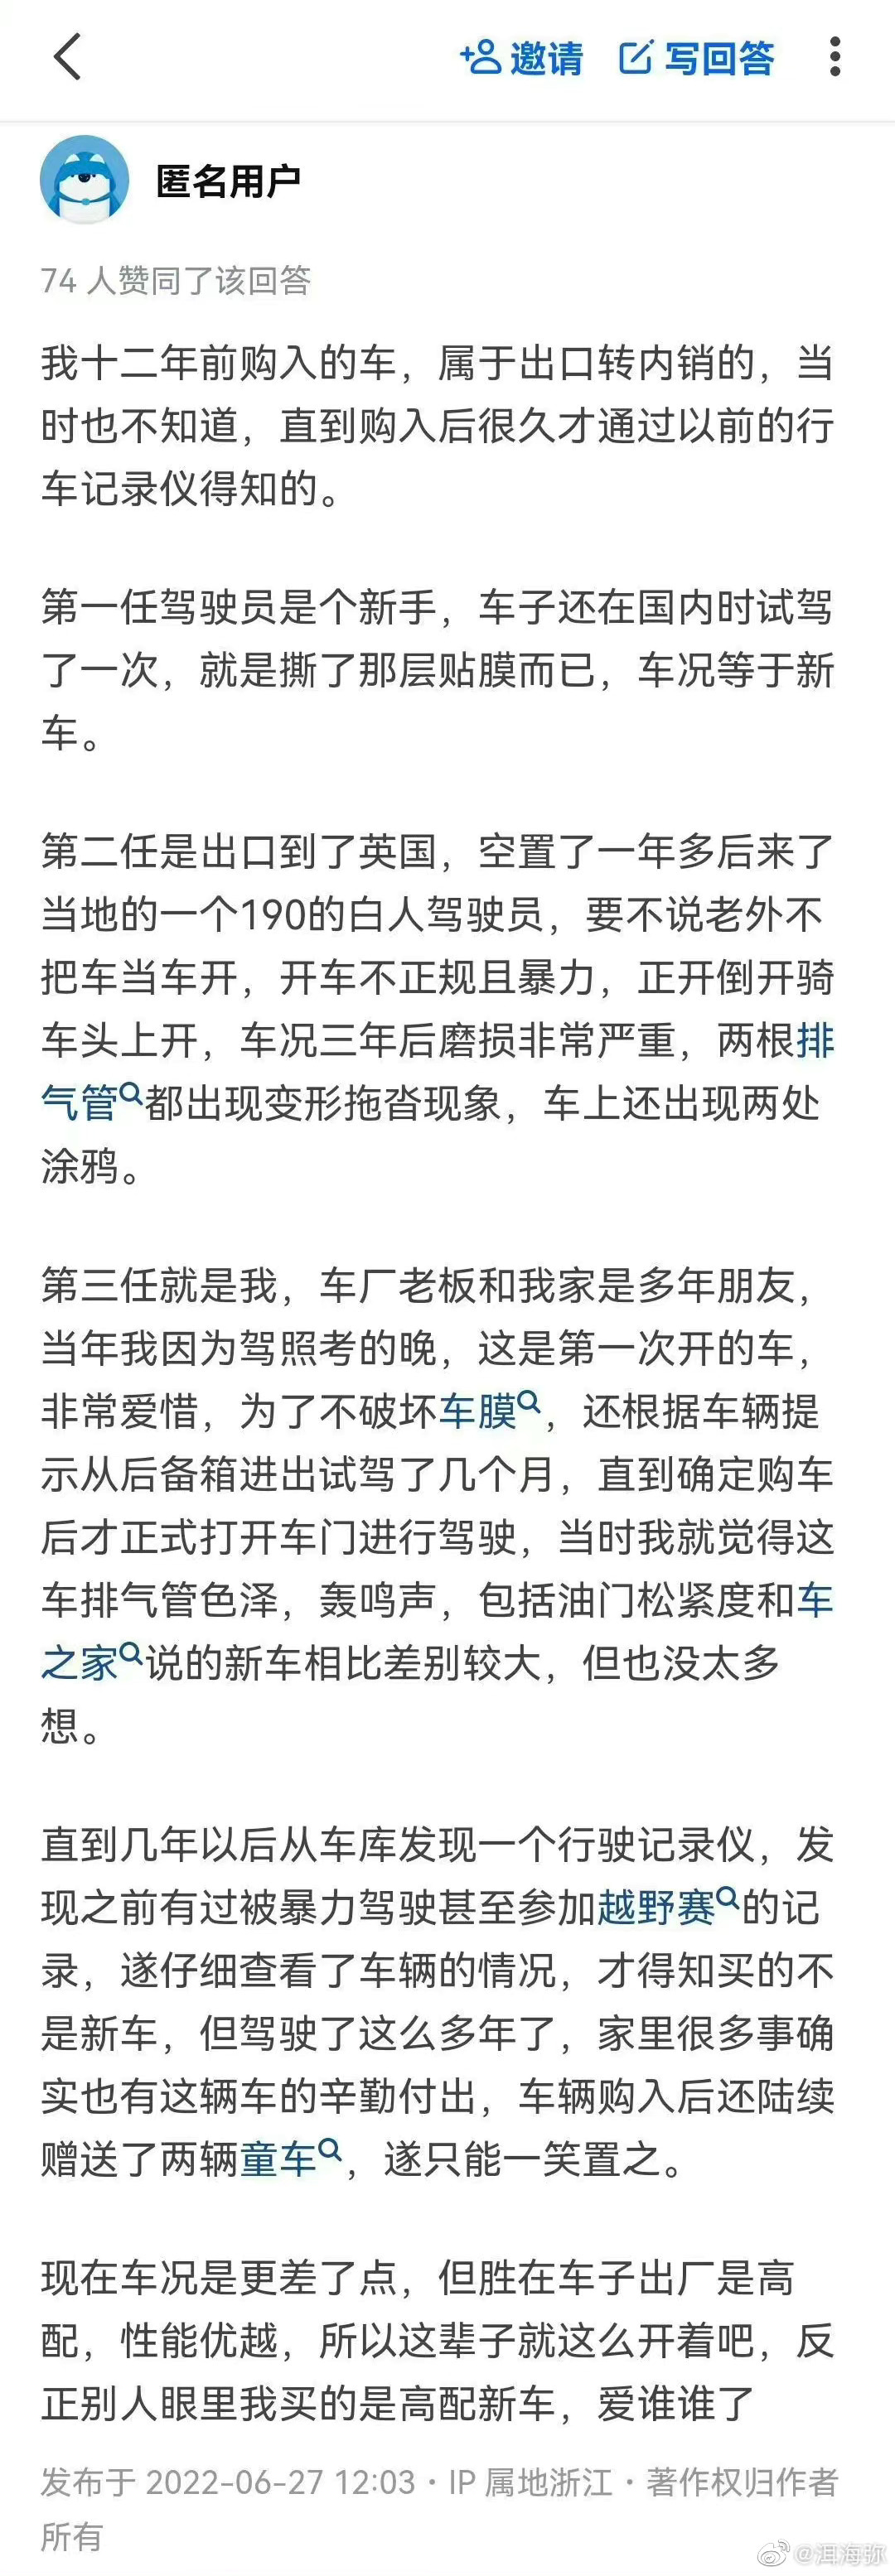 邀请 写回答
匿名用户
74 人赞同了该回答
我十二年前购入的车，属于出口转内销的，当
时也不知道，直到购入后很久才通过以前的行
车记录仪得知的。
第一任驾驶员是个新手，车子还在国内时试驾
了一次，就是撕了那层贴膜而已，车况等于新
车。
第二任是出口到了英国，空置了一年多后来了
当地的一个190的白人驾驶员，要不说老外不
把车当车开，开车不正规且暴力，正开倒开骑
车头上开，车况三年后磨损非常严重，两根排
气管都出现变形拖沓现象，车上还出现两处
涂鸦。
第三任就是我，车厂老板和我家是多年朋友，
当年我因为驾照考的晚，这是第一次开的车，
非常爱惜，为了不破坏车膜，还根据车辆提
示从后备箱进出试驾了几个月，直到确定购车
后才正式打开车门进行驾驶，当时我就觉得这
车排气管色泽，轰鸣声，包括油门松紧度和车
之家说的新车相比差别较大，但也没太多
想。
直到几年以后从车库发现一个行驶记录仪，发
现之前有过被暴力驾驶甚至参加越野赛的记
录，遂仔细查看了车辆的情况，才得知买的不
是新车，但驾驶了这么多年了，家里很多事确
实也有这辆车的辛勤付出，车辆购入后还陆续
赠送了两辆童车，遂只能一笑置之。
现在车况是更差了点，但胜在车子出厂是高
配，性能优越，所以这辈子就这么开着吧，反
正别人眼里我买的是高配新车，爱谁谁了
发布于 2022-06-27 12:03・IP 属地浙江・著作权归作者
所有
@洱海弥